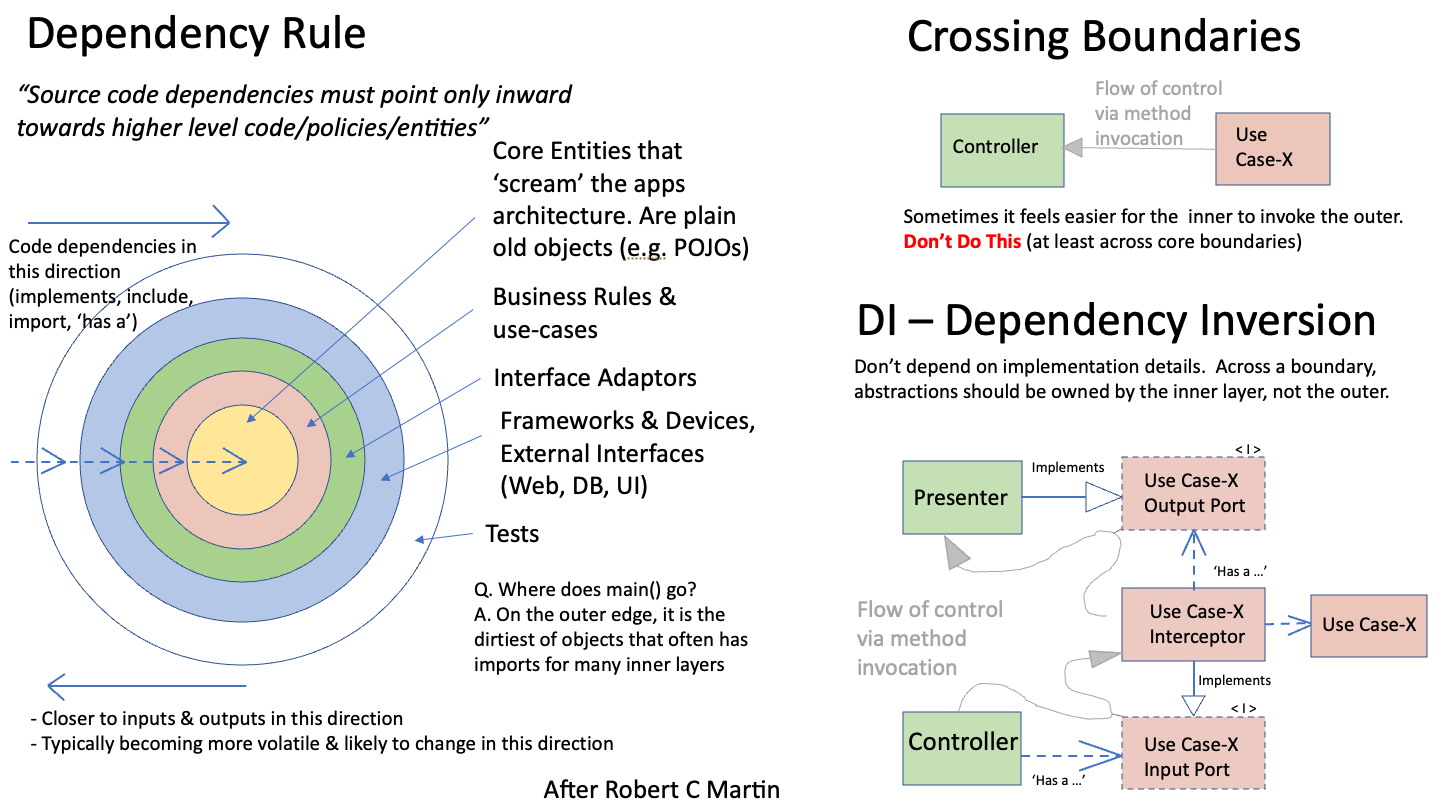 Dependency Rule
“Source code dependencies must point only inward
towards higher level code/policies/entities”
Core Entities that
‘scream’ the apps
architecture. Are plain
old objects (e.g. POJOs)
Code dependencies in
this direction
(implements, include,
import, ‘has a’)
Business Rules &
use-cases
Interface Adaptors
Frameworks & Devices,
External Interfaces
(Web, DB, UI)
Tests
Q. Where does main() go?
A. On the outer edge, it is the
dirtiest of objects that often has
imports for many inner layers
- Closer to inputs & outputs in this direction
- Typically becoming more volatile & likely to change in this direction
After Robert C Martin
Crossing Boundaries
Flow of control
via method
invocation
Controller
Use
Case-X
Sometimes it feels easier for the inner to invoke the outer.
Don’t Do This (at least across core boundaries)
DI – Dependency Inversion
Don’t depend on implementation details. Across a boundary,
abstractions should be owned by the inner layer, not the outer.
< I >
Implements
Presenter
Use Case-X
Output Port
‘Has a ...’
Flow of control
via method
invocation
Use Case-X
Interceptor
Use Case-X
Implements
< I >
Controller
Use Case-X
Input Port
‘Has a ...’